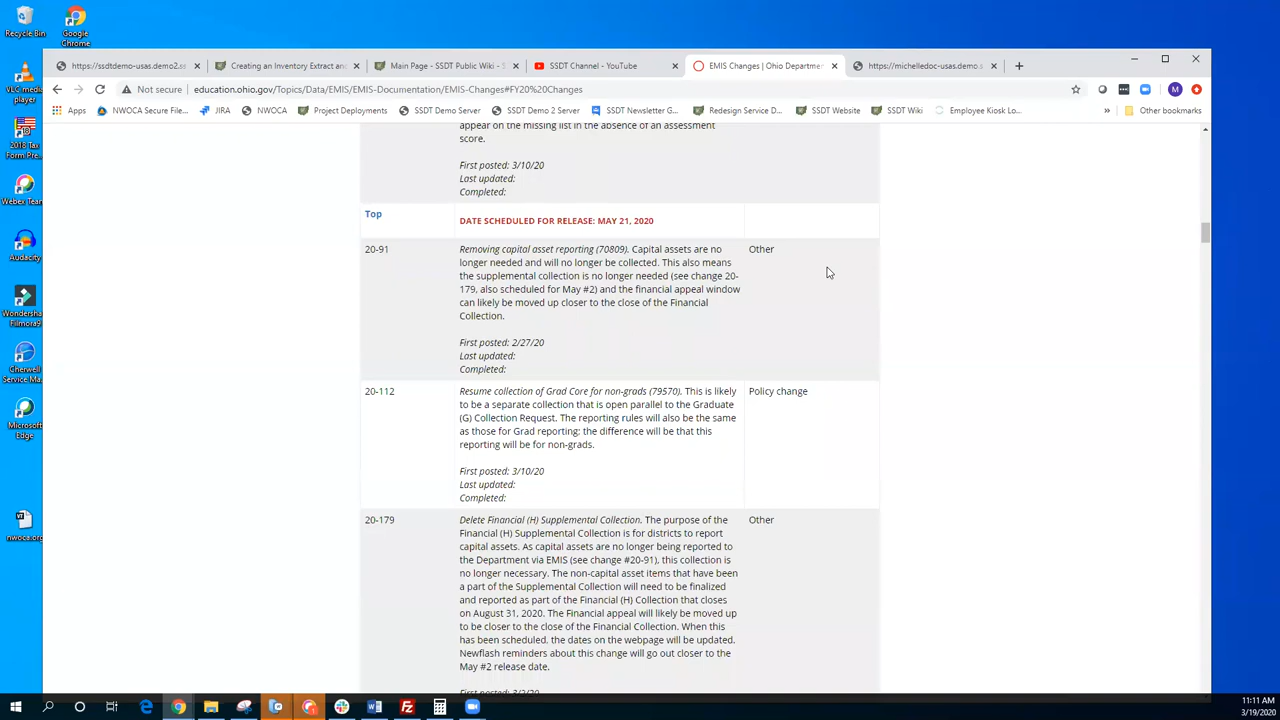 Recycle Bin
Google Chrome
VLC media player
2018 Tax Form Pre...
Webex Team
Audacity
Wondersha Filmora9
Cherwell Service Ma...
Microsoft Edge
nwoca.org
https://ssdtdemo-usas.demo2.ss
Creating an Inventory Extract and
Main Page - SSDT Public Wiki - S
SSDT Channel - YouTube
EMIS Changes | Ohio Departmen
https://michelledoc-usas.demo.s
Not secure
education.ohio.gov/Topics/Data/EMIS/EMIS-Documentation/EMIS-Changes#FY20%20Changes
M
Apps
NWOCA Secure File...
JIRA
NWOCA
Project Deployments
SSDT Demo Server
SSDT Demo 2 Server
SSDT Newsletter G...
Redesign Service D...
SSDT Website
SSDT Wiki
Employee Kiosk Lo...
»
Other bookmarks
appear on the missing list in the absence of an assessment
score.
First posted: 3/10/20
Last updated:
Completed:
Top
DATE SCHEDULED FOR RELEASE: MAY 21, 2020
20-91
Removing capital asset reporting (70809). Capital assets are no
longer needed and will no longer be collected. This also means
the supplemental collection is no longer needed (see change 20-
179, also scheduled for May #2) and the financial appeal window
can likely be moved up closer to the close of the Financial
Collection.
Other
First posted: 2/27/20
Last updated:
Completed:
20-112
Resume collection of Grad Core for non-grads (79570). This is likely
to be a separate collection that is open parallel to the Graduate
(G) Collection Request. The reporting rules will also be the same
as those for Grad reporting; the difference will be that this
reporting will be for non-grads.
Policy change
First posted: 3/10/20
Last updated:
Completed:
20-179
Delete Financial (H) Supplemental Collection. The purpose of the
Financial (H) Supplemental Collection is for districts to report
capital assets. As capital assets are no longer being reported to
the Department via EMIS (see change #20-91), this collection is
no longer necessary. The non-capital asset items that have been
a part of the Supplemental Collection will need to be finalized
and reported as part of the Financial (H) Collection that closes
on August 31, 2020. The Financial appeal will likely be moved up
to be closer to the close of the Financial Collection. When this
has been scheduled, the dates on the webpage will be updated.
Newflash reminders about this change will go out closer to the
May #2 release date.
Other
First posted: 3/2/20
11:11 AM
3/19/2020